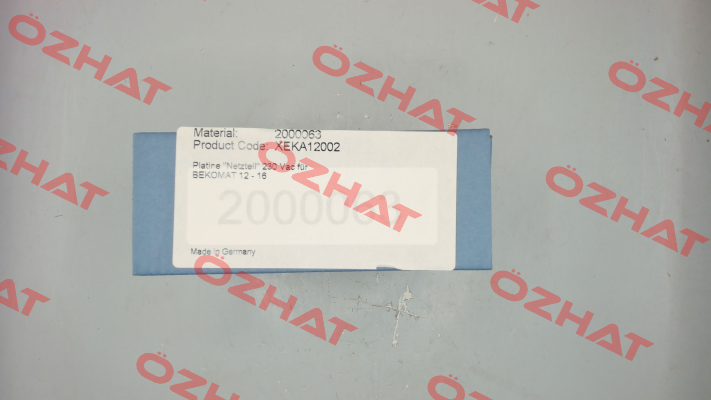 Material: 2000063
Product Code: XEKA12002
Platine "Netzteil" 230 Vac für
BEKOMAT 12 - 16
2000063
Made in Germany
ÖZHAT
ÖZHAT
ÖZHAT
ÖZHAT
ÖZHAT
ÖZHAT
ÖZHAT
ÖZHAT
ÖZHAT
ÖZHAT
ÖZHAT
ÖZHAT